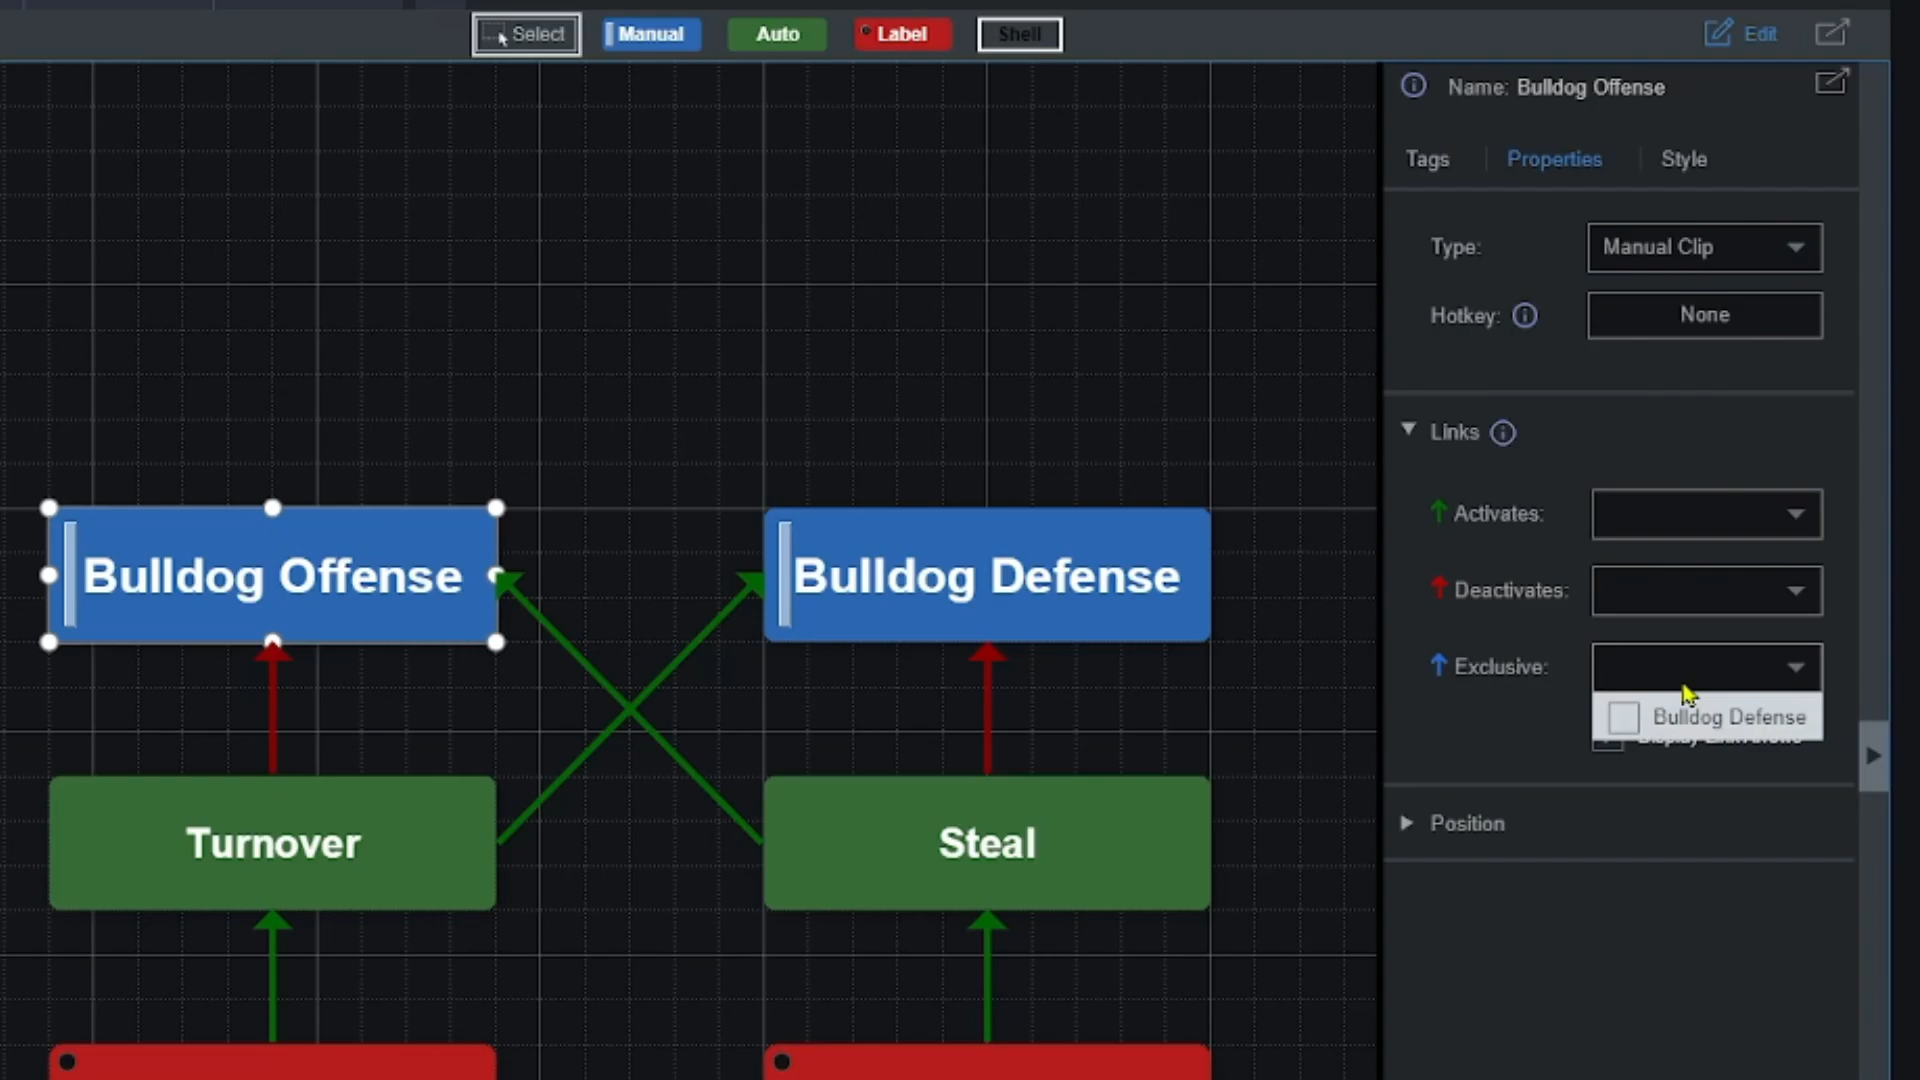 Select
Manual
Auto
Label
Shell
Edit
Name: Bulldog Offense
Tags
Properties
Style
Type:
Manual Clip
Hotkey:
None
Links
Activates:
Deactivates:
Exclusive:
Bulldog Defense
Position
Bulldog Offense
Bulldog Defense
Turnover
Steal